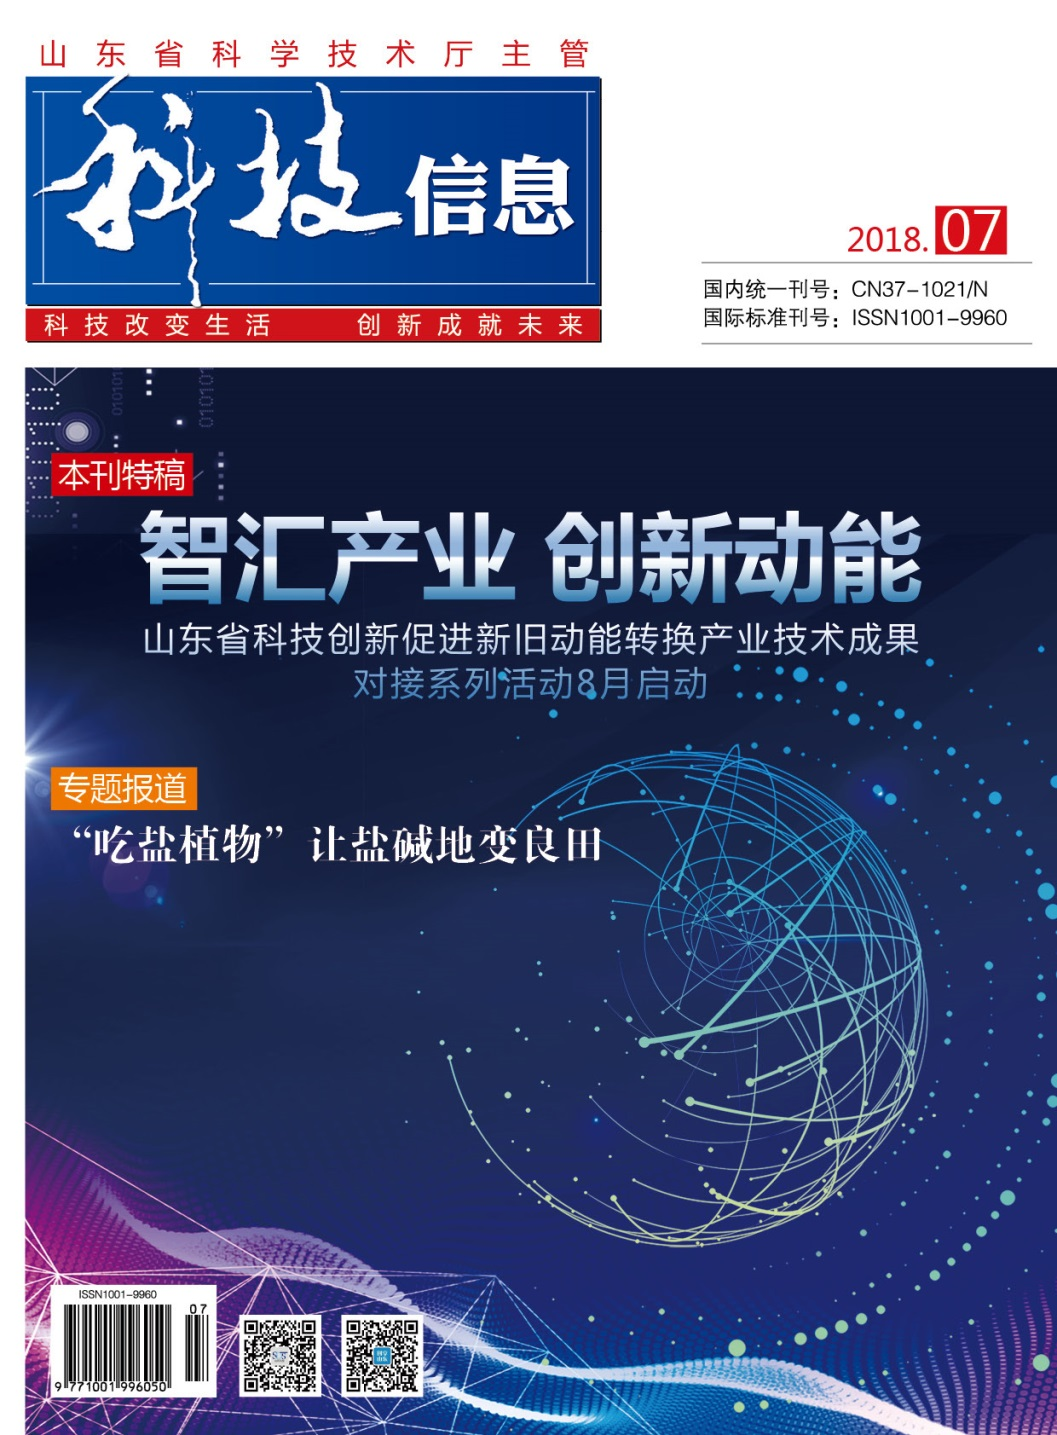 山东省科学技术厅主管
科技信息
科技改变生活 创新成就未来
2018.07
国内统一刊号：CN37-1021/N
国际标准刊号：ISSN1001-9960
010101
010101
本刊特稿
智汇产业 创新动能
山东省科技创新促进新旧动能转换产业技术成果
对接系列活动8月启动
专题报道
“吃盐植物”让盐碱地变良田
ISSN1001-9960
07
9 771001 996050